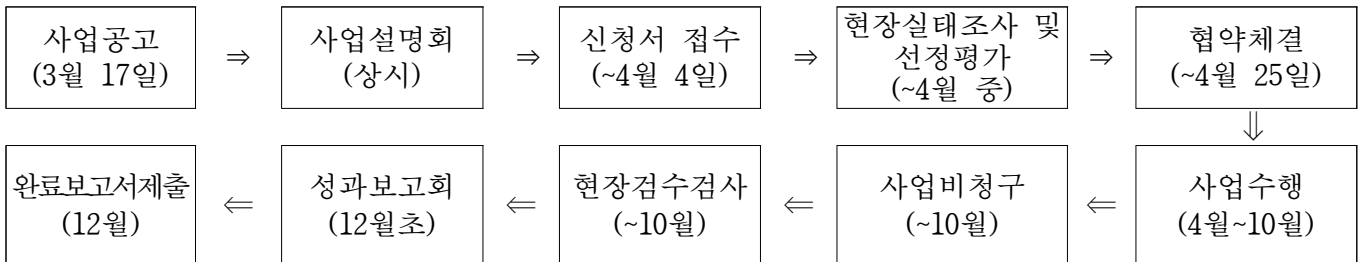 사업공고
(3월 17일)
⇒
사업설명회
(상시)
⇒
신청서 접수
(~4월 4일)
⇒
현장실태조사 및
선정평가
(~4월 중)
⇒
협약체결
(~4월 25일)
⇓
사업수행
(4월~10월)
⇐
사업비청구
(~10월)
⇐
현장검수검사
(~10월)
⇐
성과보고회
(12월초)
⇐
완료보고서제출
(12월)